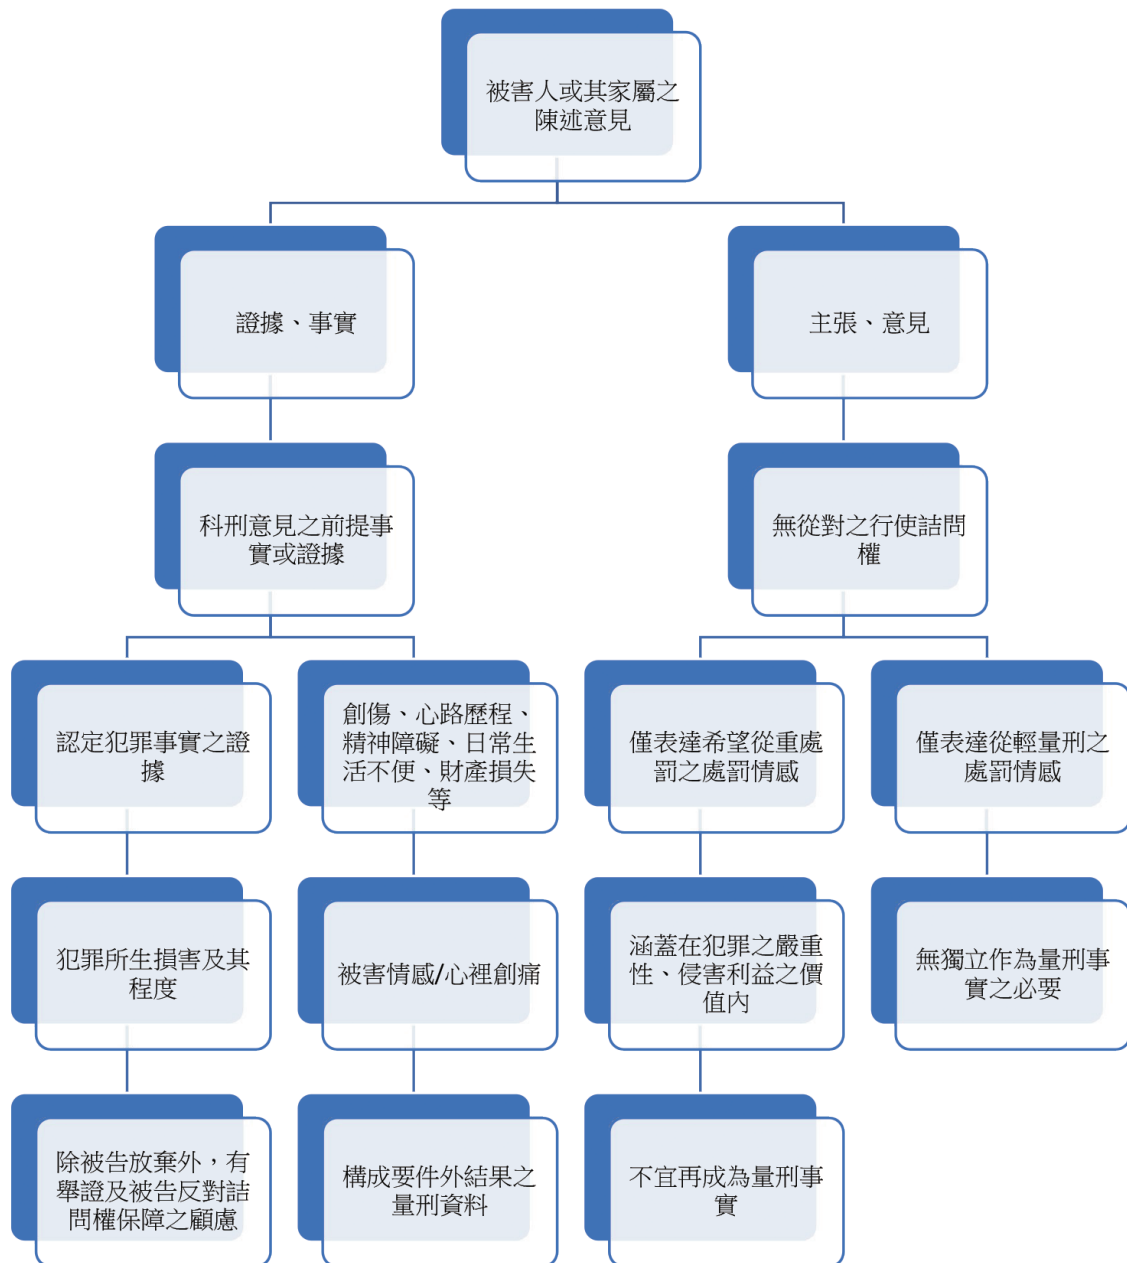 被害人或其家屬之
陳述意見
證據、事實
主張、意見
科刑意見之前提事
實或證據
無從對之行使詰問
權
認定犯罪事實之證
據
創傷、心路歷程、
精神障礙、日常生
活不便、財產損失
等
僅表達希望從重處
罰之處罰情感
僅表達從輕量刑之
處罰情感
犯罪所生損害及其
程度
被害情感/心裡創痛
涵蓋在犯罪之嚴重
性、侵害利益之價
值內
無獨立作為量刑事
實之必要
除被告放棄外，有
舉證及被告反對詰
問權保障之顧慮
構成要件外結果之
量刑資料
不宜再成為量刑事
實